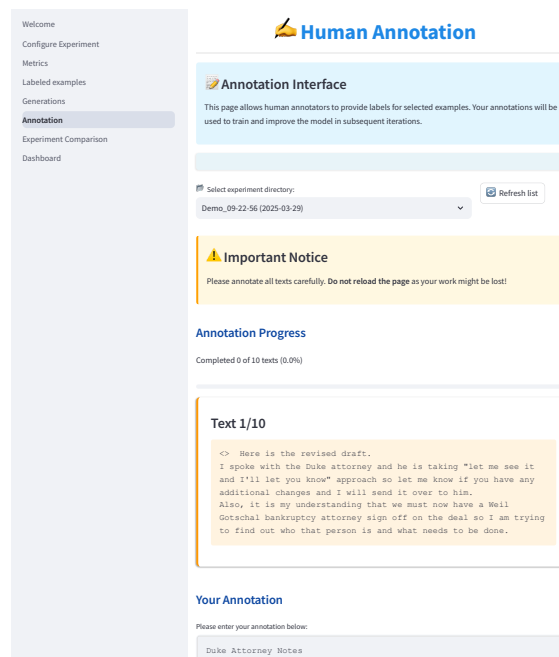 Welcome
Configure Experiment
Metrics
Labeled examples
Generations
Annotation
Experiment Comparison
Dashboard
Human Annotation
Annotation Interface
This page allows human annotators to provide labels for selected examples. Your annotations will be
used to train and improve the model in subsequent iterations.
Select experiment directory:
Demo_09-22-56 (2025-03-29)
Refresh list
Important Notice
Please annotate all texts carefully. Do not reload the page as your work might be lost!
Annotation Progress
Completed 0 of 10 texts (0.0%)
Text 1/10
<>  Here is the revised draft.
I spoke with the Duke attorney and he is taking "let me see it
and I'll let you know" approach so let me know if you have any
additional changes and I will send it over to him.
Also, it is my understanding that we must now have a Weil
Gotschal bankruptcy attorney sign off on the deal so I am trying
to find out who that person is and what needs to be done.
Your Annotation
Please enter your annotation below:
Duke Attorney Notes